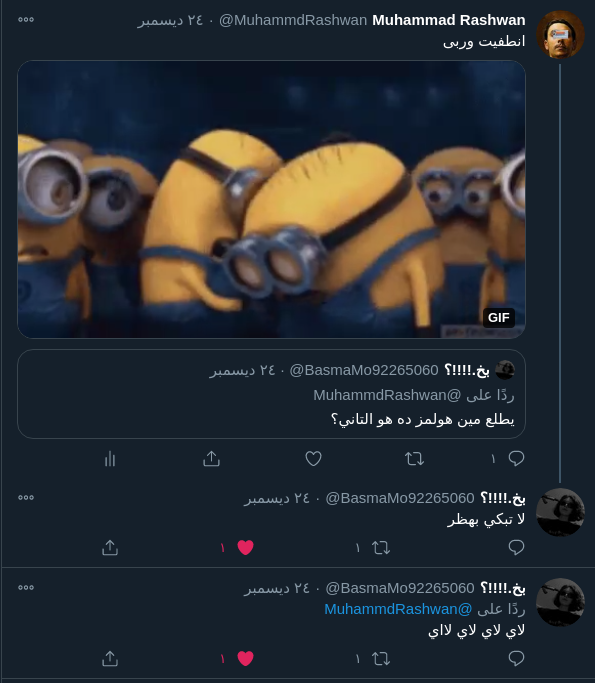 Muhammad Rashwan @MuhammdRashwan · ٢٤ ديسمبر
انطفيت وربى
GIF
بخ.!!!!؟ @BasmaMo92265060 · ٢٤ ديسمبر
ردًا على @MuhammdRashwan
يطلع مين هولمز ده هو التاني؟
١
بخ.!!!!؟ @BasmaMo92265060 · ٢٤ ديسمبر
لا تبكي بهظر
١ ١
بخ.!!!!؟ @BasmaMo92265060 · ٢٤ ديسمبر
ردًا على @MuhammdRashwan
لاي لاي لاي لااي
١ ١